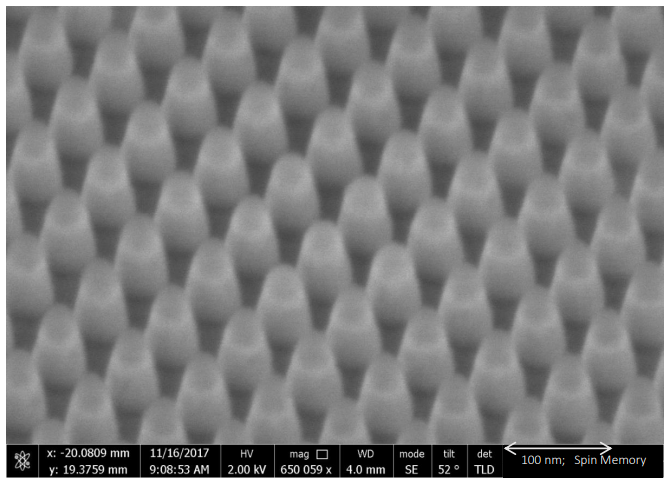 x: -20.0809 mm
y: 19.3759 mm
11/16/2017
9:08:53 AM
HV
2.00 kV
mag
650 059 x
WD
4.0 mm
mode
SE
tilt
52 °
det
TLD
100 nm; Spin Memory